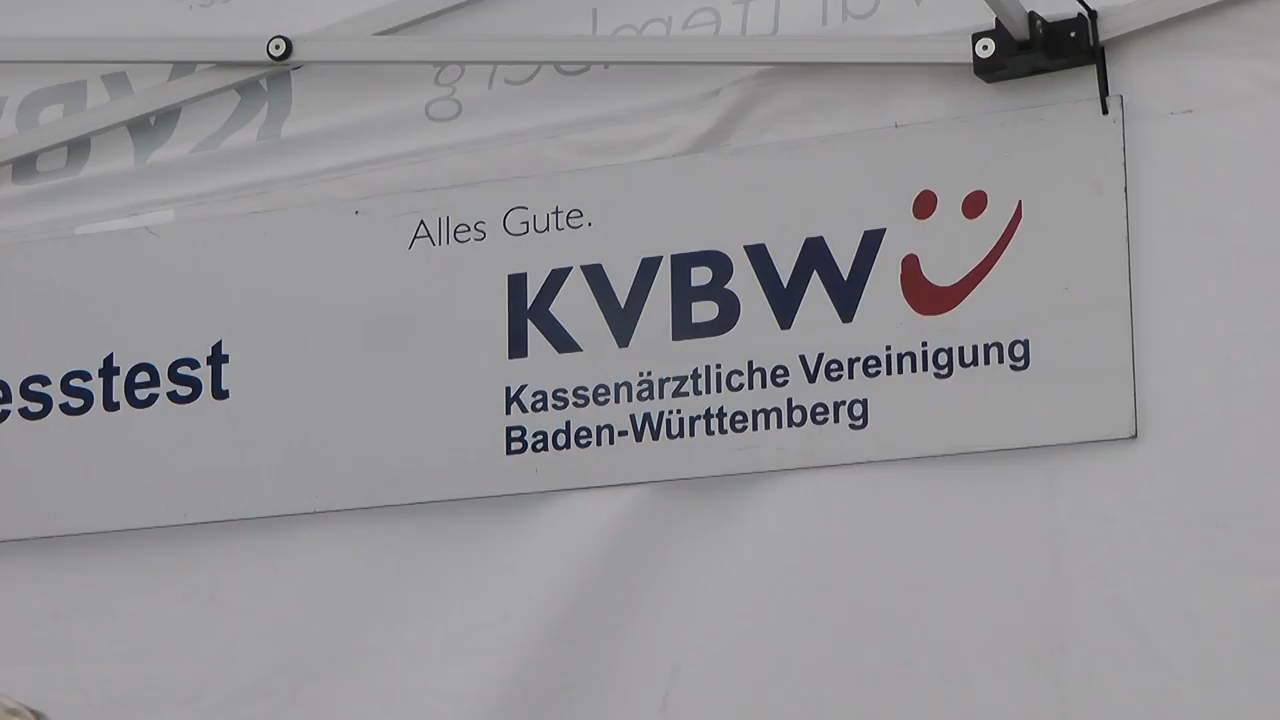 Alles Gute.
KVBW
esstest
Kassenärztliche Vereinigung
Baden-Württemberg